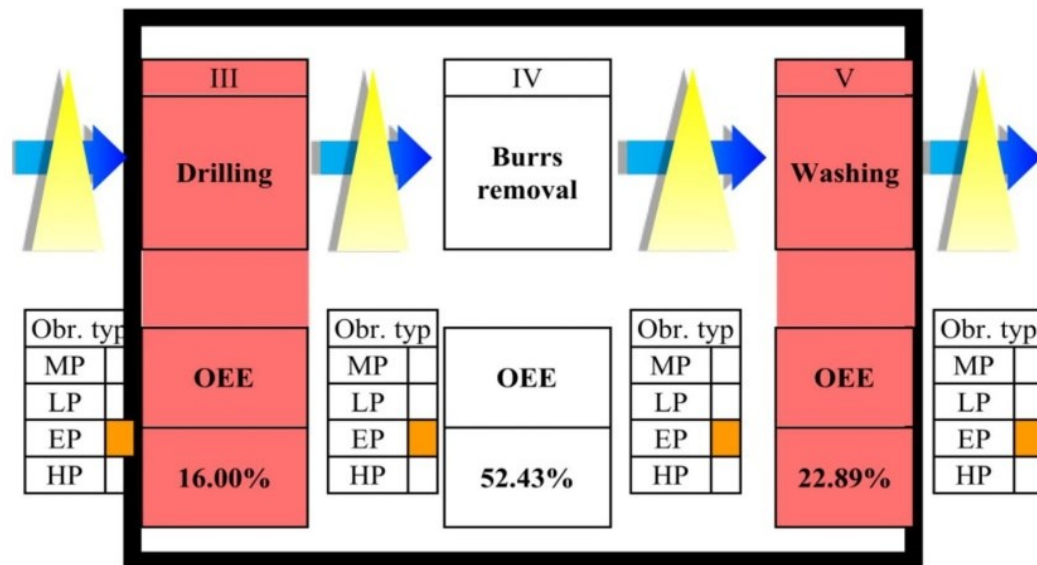 III
IV
V
Drilling
Burrs
removal
Washing
Obr. typ
MP
LP
EP
HP
OEE
16.00%
Obr. typ
MP
LP
EP
HP
OEE
52.43%
Obr. typ
MP
LP
EP
HP
OEE
22.89%
Obr. typ
MP
LP
EP
HP